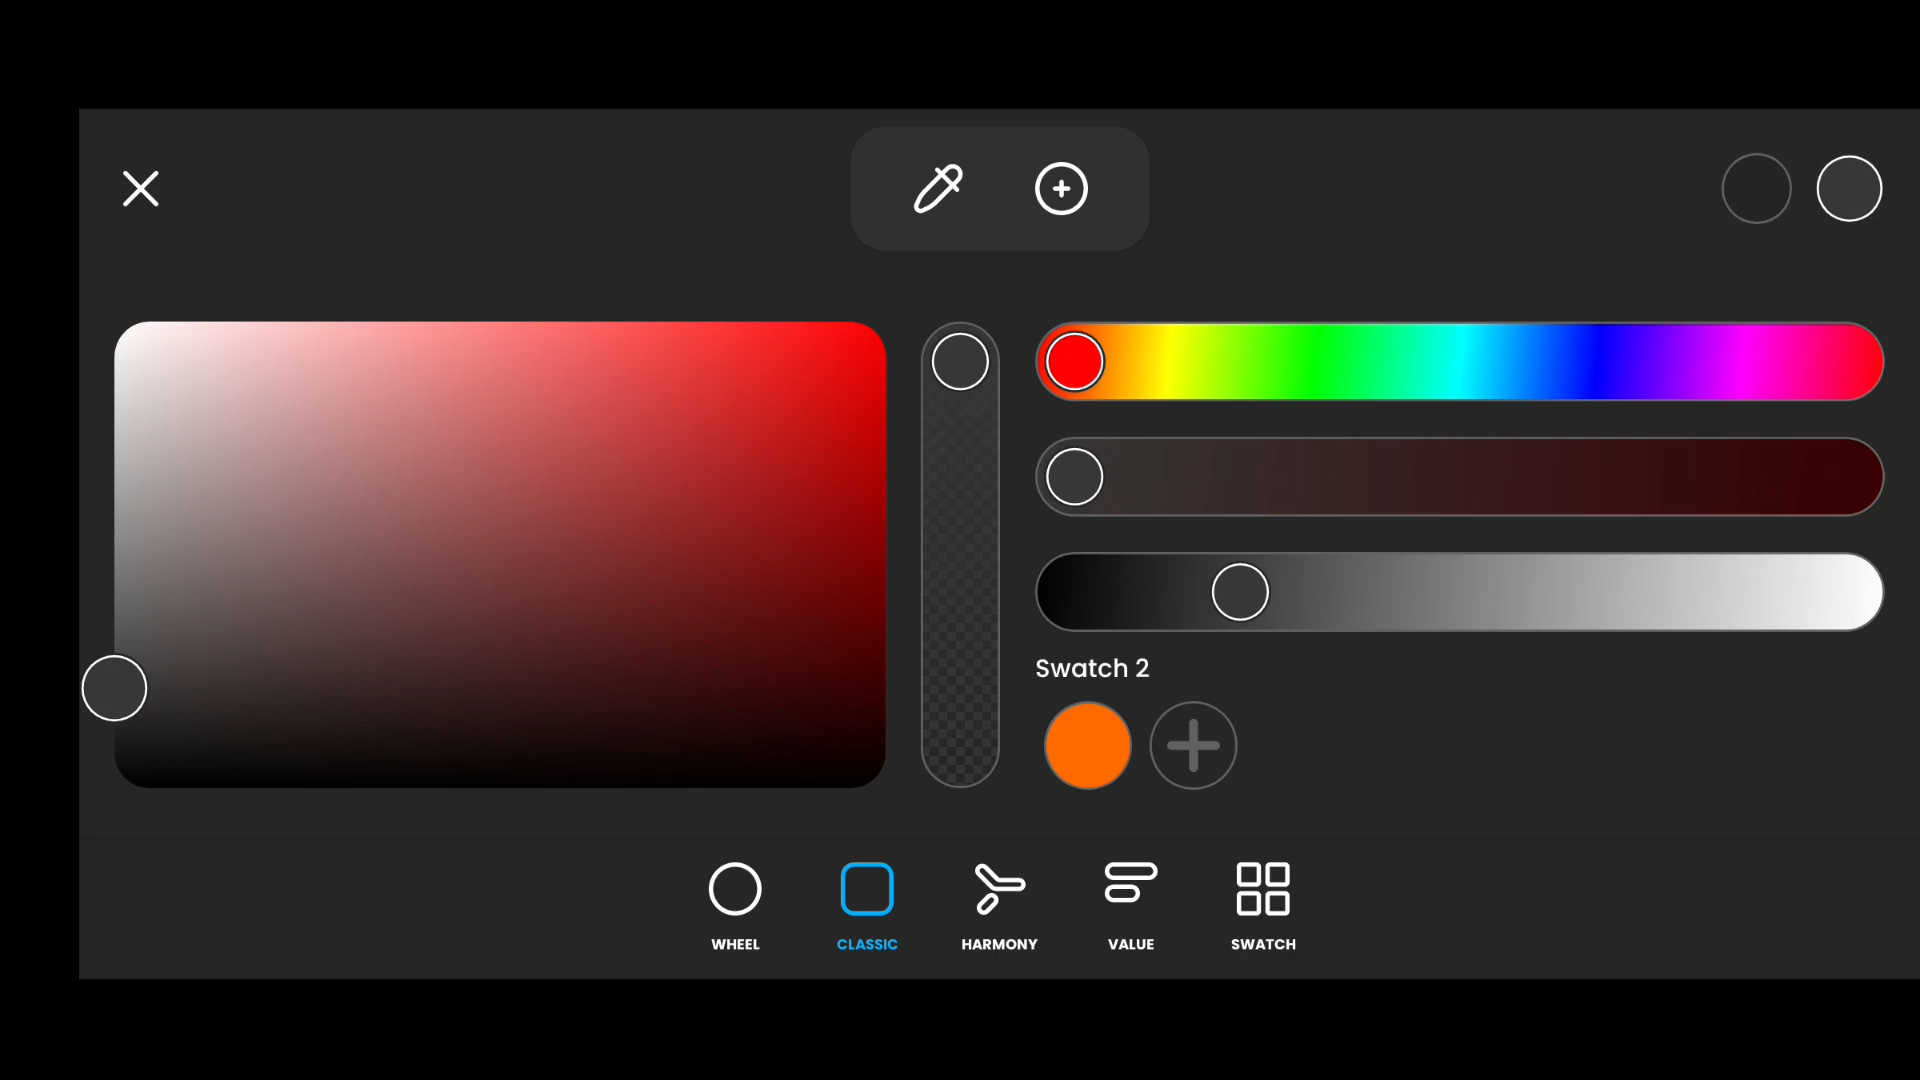 Swatch 2
WHEEL
CLASSIC
HARMONY
VALUE
SWATCH